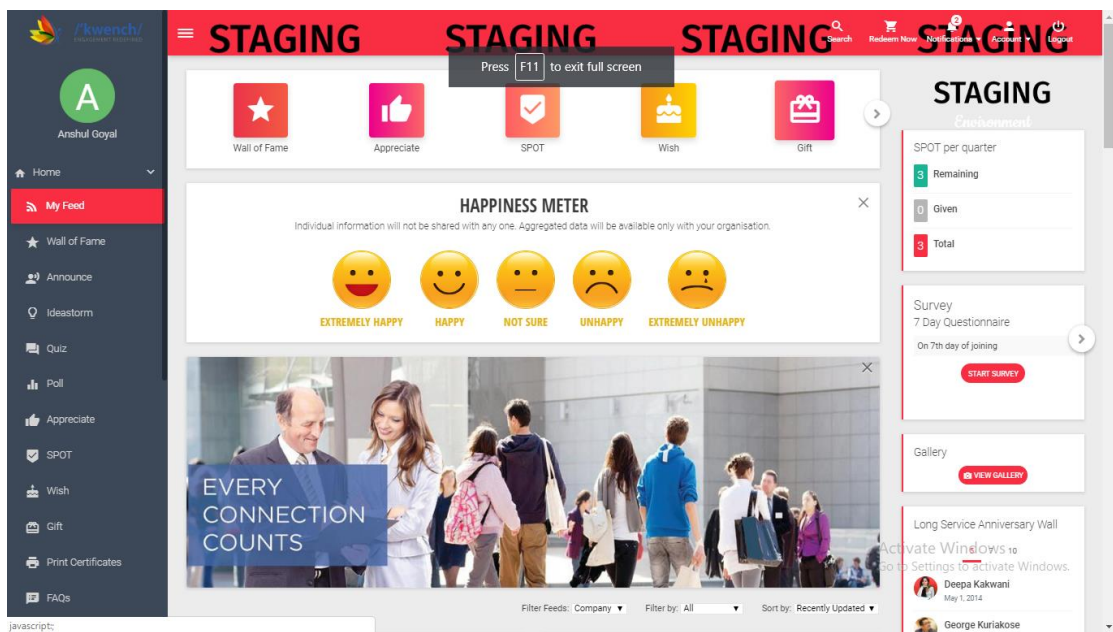 /'kwench/
ENGAGEMENT REDEFINED
STAGING STAGING STAGING STAGING
Search Redeem Now Notifications Account Logout
2
Press F11 to exit full screen
A
Anshul Goyal
Home
My Feed
Wall of Fame
Announce
Ideastorm
Quiz
Poll
Appreciate
SPOT
Wish
Gift
Print Certificates
FAQs
javascript:;
Wall of Fame
Appreciate
SPOT
Wish
Gift
HAPPINESS METER
Individual information will not be shared with any one. Aggregated data will be available only with your organisation.
EXTREMELY HAPPY
HAPPY
NOT SURE
UNHAPPY
EXTREMELY UNHAPPY
EVERY
CONNECTION
COUNTS
Filter Feeds: Company
Filter by: All
Sort by: Recently Updated
STAGING
Environment
SPOT per quarter
3 Remaining
0 Given
3 Total
Survey
7 Day Questionnaire
On 7th day of joining
START SURVEY
Gallery
VIEW GALLERY
Long Service Anniversary Wall
5 7 10
Activate Windows
Go to Settings to activate Windows.
Deepa Kakwani
May 1, 2014
George Kuriakose